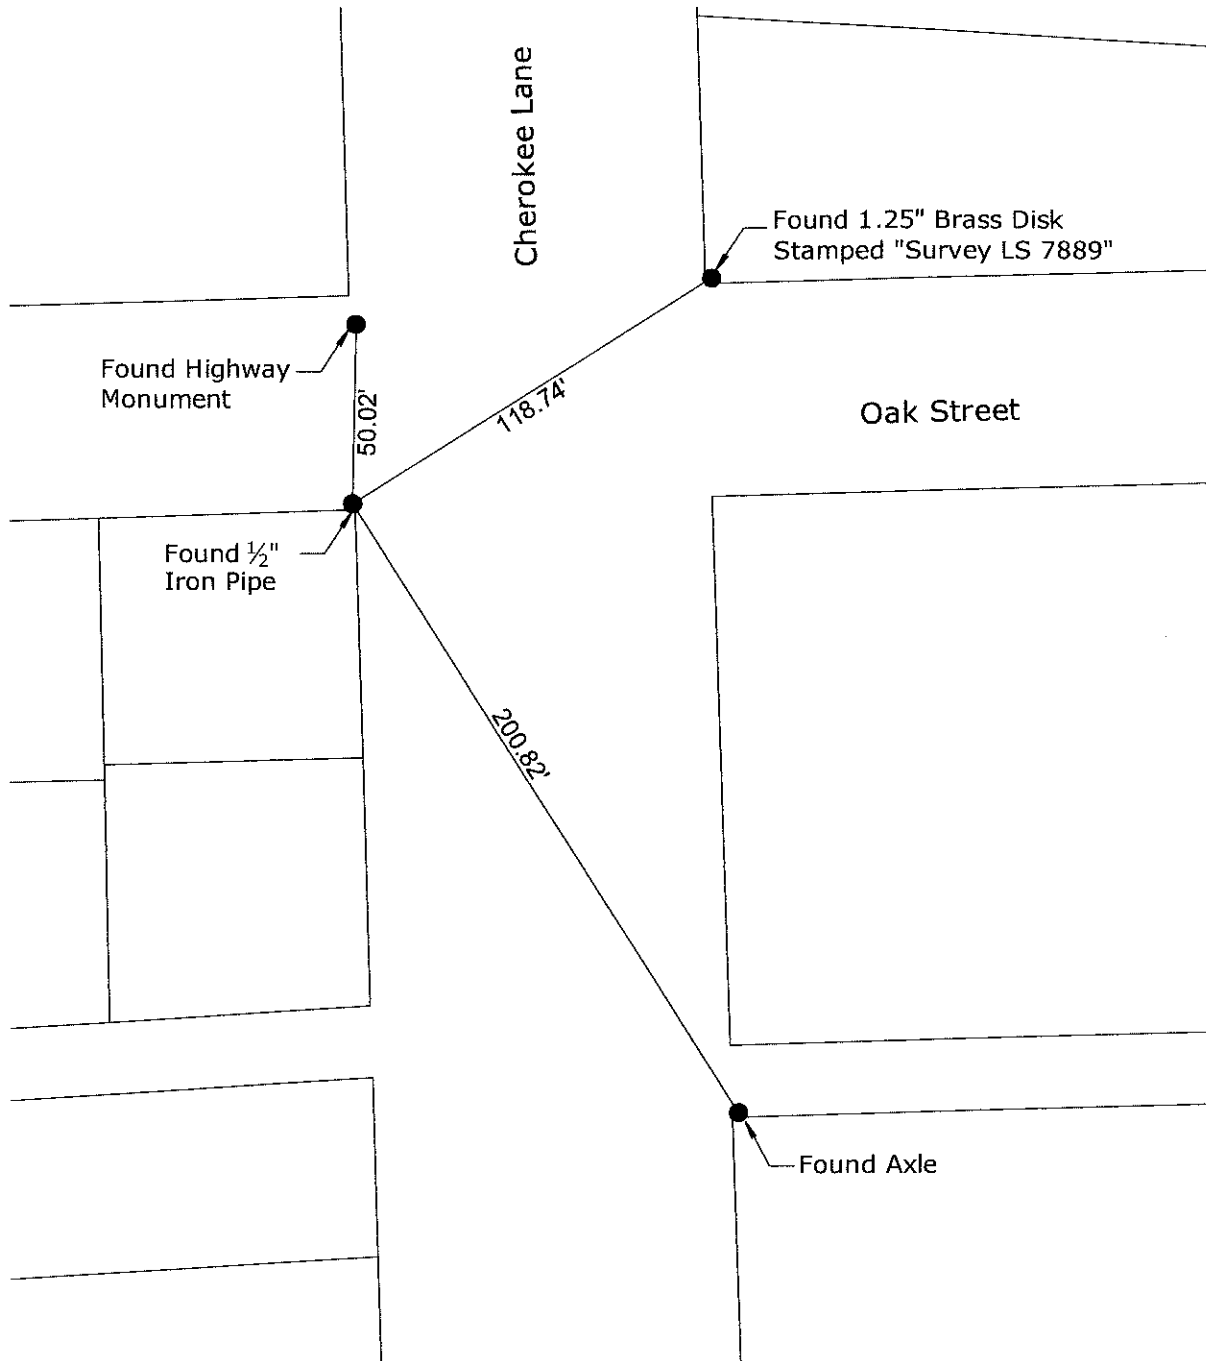 Cherokee Lane
Found 1.25" Brass Disk
Stamped "Survey LS 7889"
Found Highway
Monument
50.02'
118.74'
Oak Street
Found ½"
Iron Pipe
200.82'
Found Axle